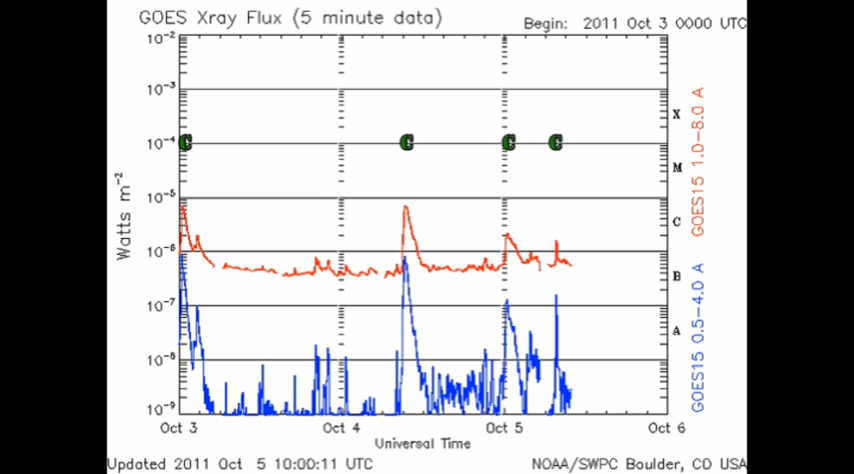 GOES Xray Flux (5 minute data)
Begin: 2011 Oct 3 0000 UTC
10⁻²
10⁻³
10⁻⁴
10⁻⁵
10⁻⁶
10⁻⁷
10⁻⁸
10⁻⁹
Watts m⁻²
C C C C
X
M
C
B
A
GOES15 1.0-8.0 A
GOES15 0.5-4.0 A
Oct 3 Oct 4 Oct 5 Oct 6
Universal Time
Updated 2011 Oct 5 10:00:11 UTC
NOAA/SWPC Boulder, CO USA